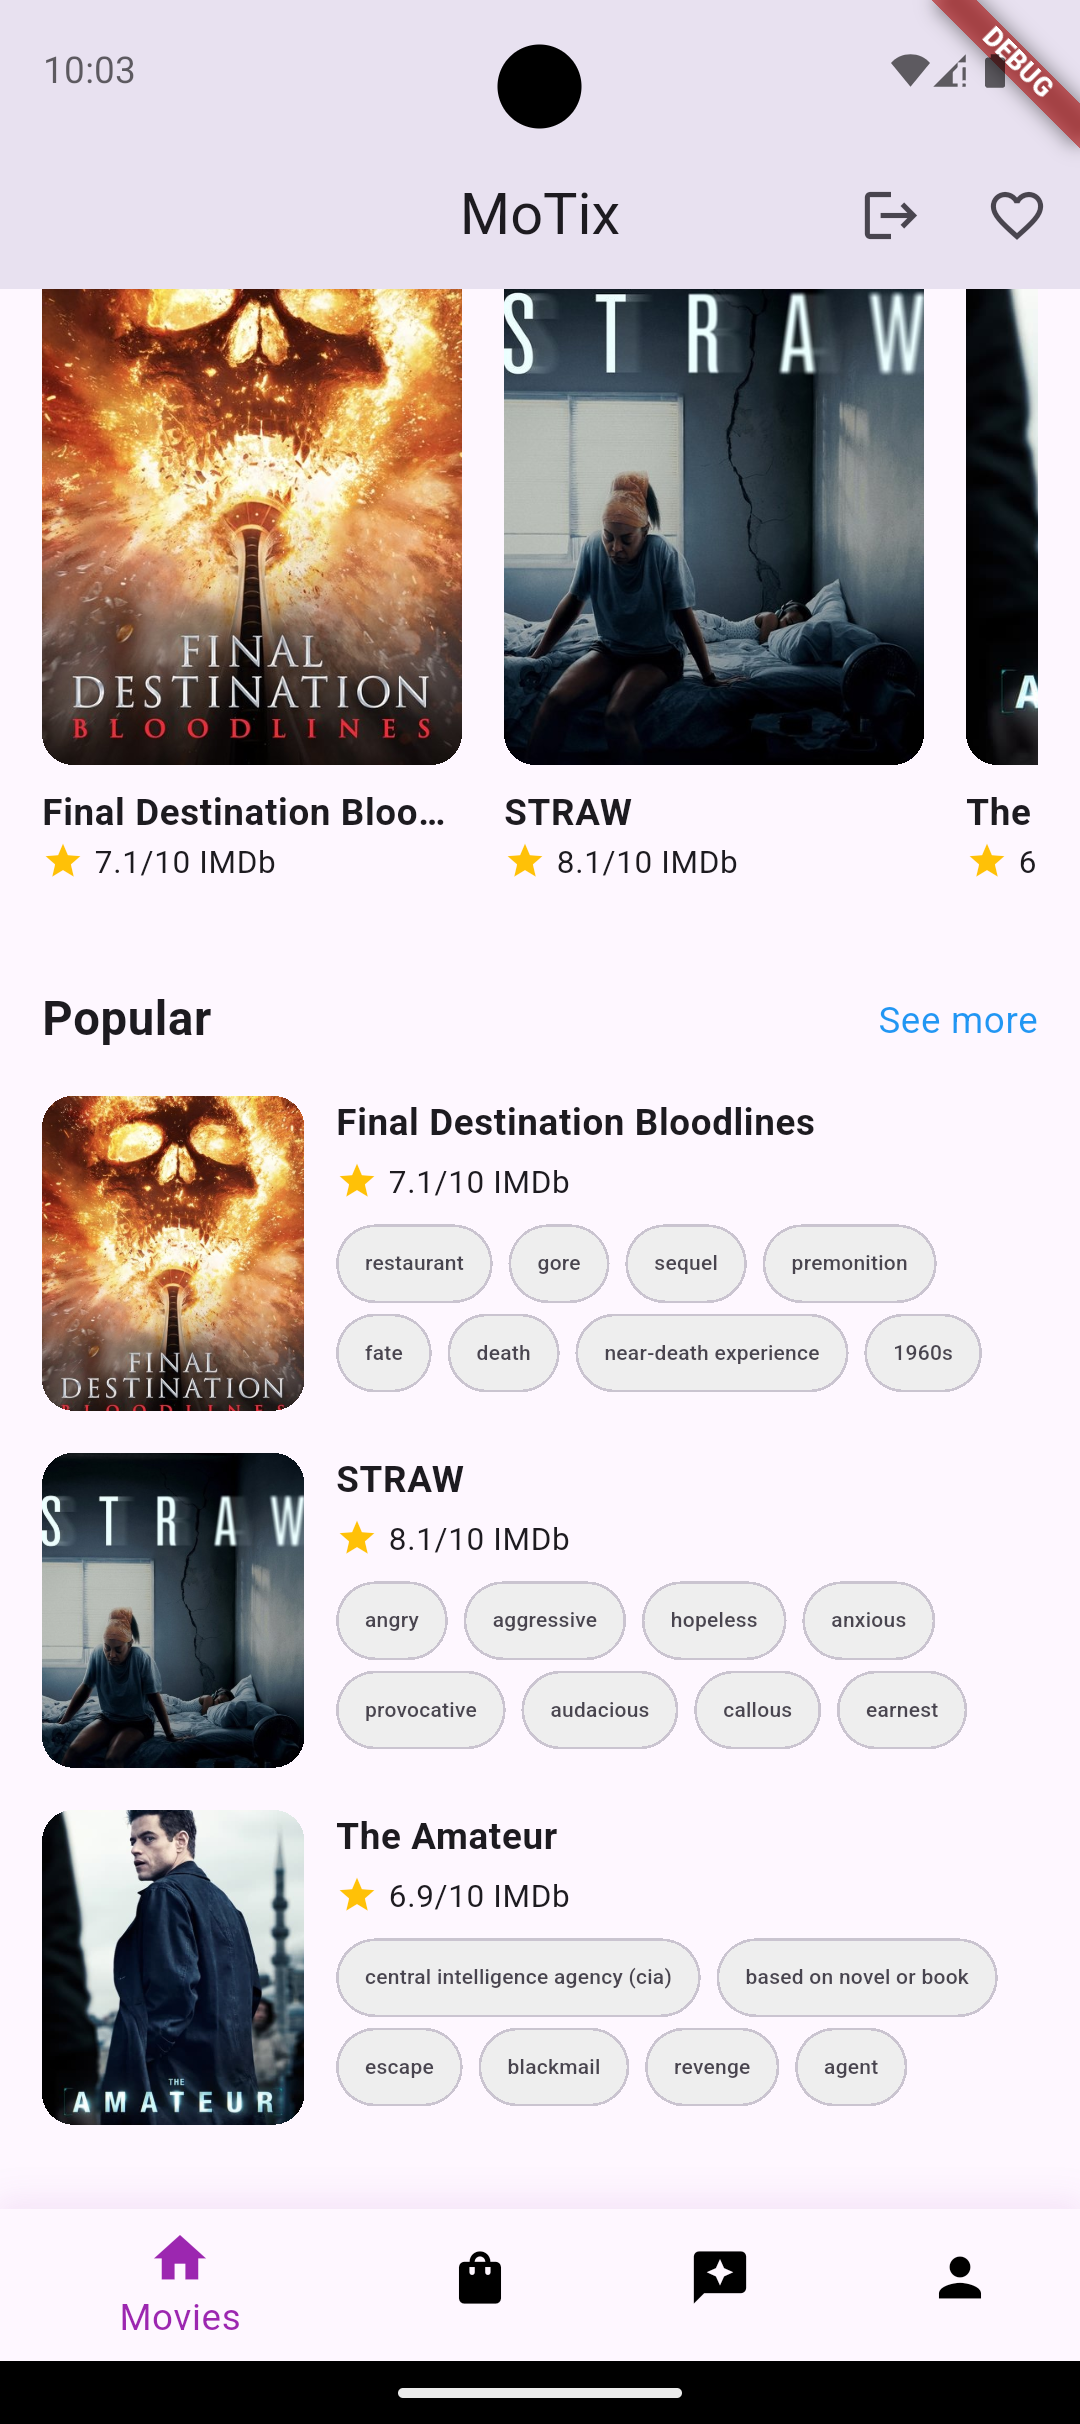 10:03
DEBUG
MoTix
STRAW
FINAL
DESTINATION
BLOODLINES
A
Final Destination Bloo...
STRAW
The
7.1/10 IMDb
8.1/10 IMDb
6
Popular
See more
Final Destination Bloodlines
7.1/10 IMDb
restaurant gore sequel premonition
fate death near-death experience 1960s
FINAL
DESTINATION
BLOODLINES
STRAW
STRAW
8.1/10 IMDb
angry aggressive hopeless anxious
provocative audacious callous earnest
The Amateur
6.9/10 IMDb
central intelligence agency (cia) based on novel or book
escape blackmail revenge agent
THE
AMATEUR
Movies